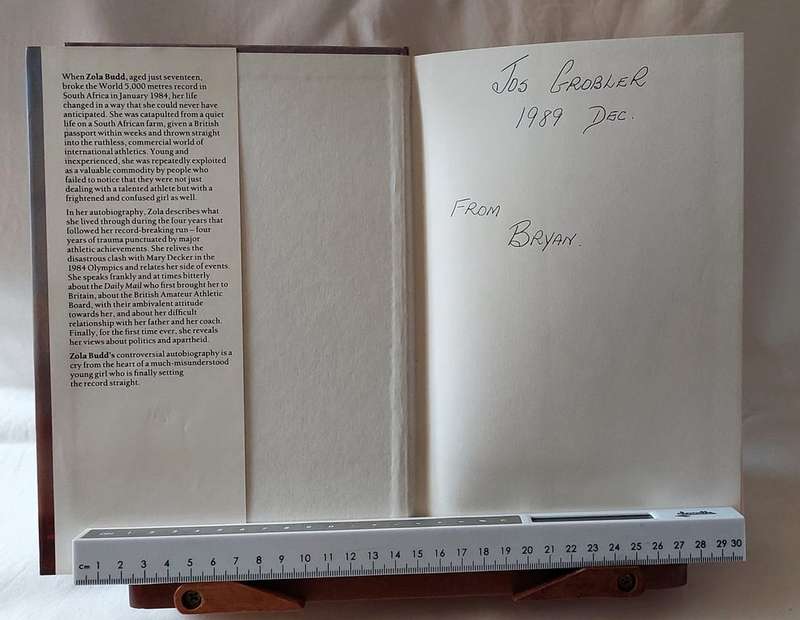 When Zola Budd, aged just seventeen,
broke the World 5,000 metres record in
South Africa in January 1984, her life
changed in a way that she could never have
anticipated. She was catapulted from a quiet
life on a South African farm, given a British
passport within weeks and thrown straight
into the ruthless, commercial world of
international athletics. Young and
inexperienced, she was repeatedly exploited
as a valuable commodity by people who
failed to notice that they were not just
dealing with a talented athlete but with a
frightened and confused girl as well.
In her autobiography, Zola describes what
she lived through during the four years that
followed her record-breaking run – four
years of trauma punctuated by major
athletic achievements. She relives the
disastrous clash with Mary Decker in the
1984 Olympics and relates her side of events.
She speaks frankly and at times bitterly
about the Daily Mail who first brought her to
Britain, about the British Amateur Athletic
Board, with their ambivalent attitude
towards her, and about her difficult
relationship with her father and her coach.
Finally, for the first time ever, she reveals
her views about politics and apartheid.
Zola Budd's controversial autobiography is a
cry from the heart of a much-misunderstood
young girl who is finally setting
the record straight.
Jos Grobler
1989 Dec.
From
Bryan.
cm 1 2 3 4 5 6 7 8 9 10 11 12 13 14 15 16 17 18 19 20 21 22 23 24 25 26 27 28 29 30